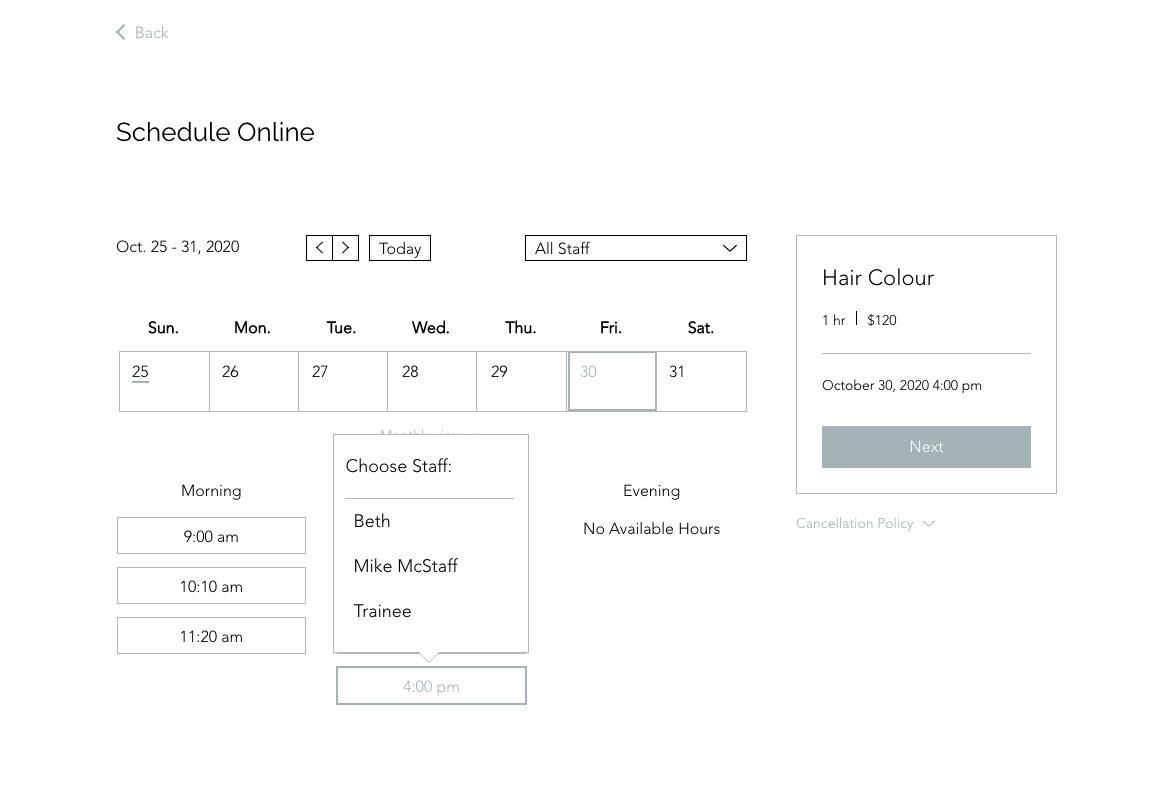 Back
Schedule Online
Oct. 25 - 31, 2020
Today
All Staff
Sun. Mon. Tue. Wed. Thu. Fri. Sat.
25 26 27 28 29 30 31
Morning
9:00 am
10:10 am
11:20 am
Choose Staff:
Beth
Mike McStaff
Trainee
4:00 pm
Evening
No Available Hours
Hair Colour
1 hr | $120
October 30, 2020 4:00 pm
Next
Cancellation Policy